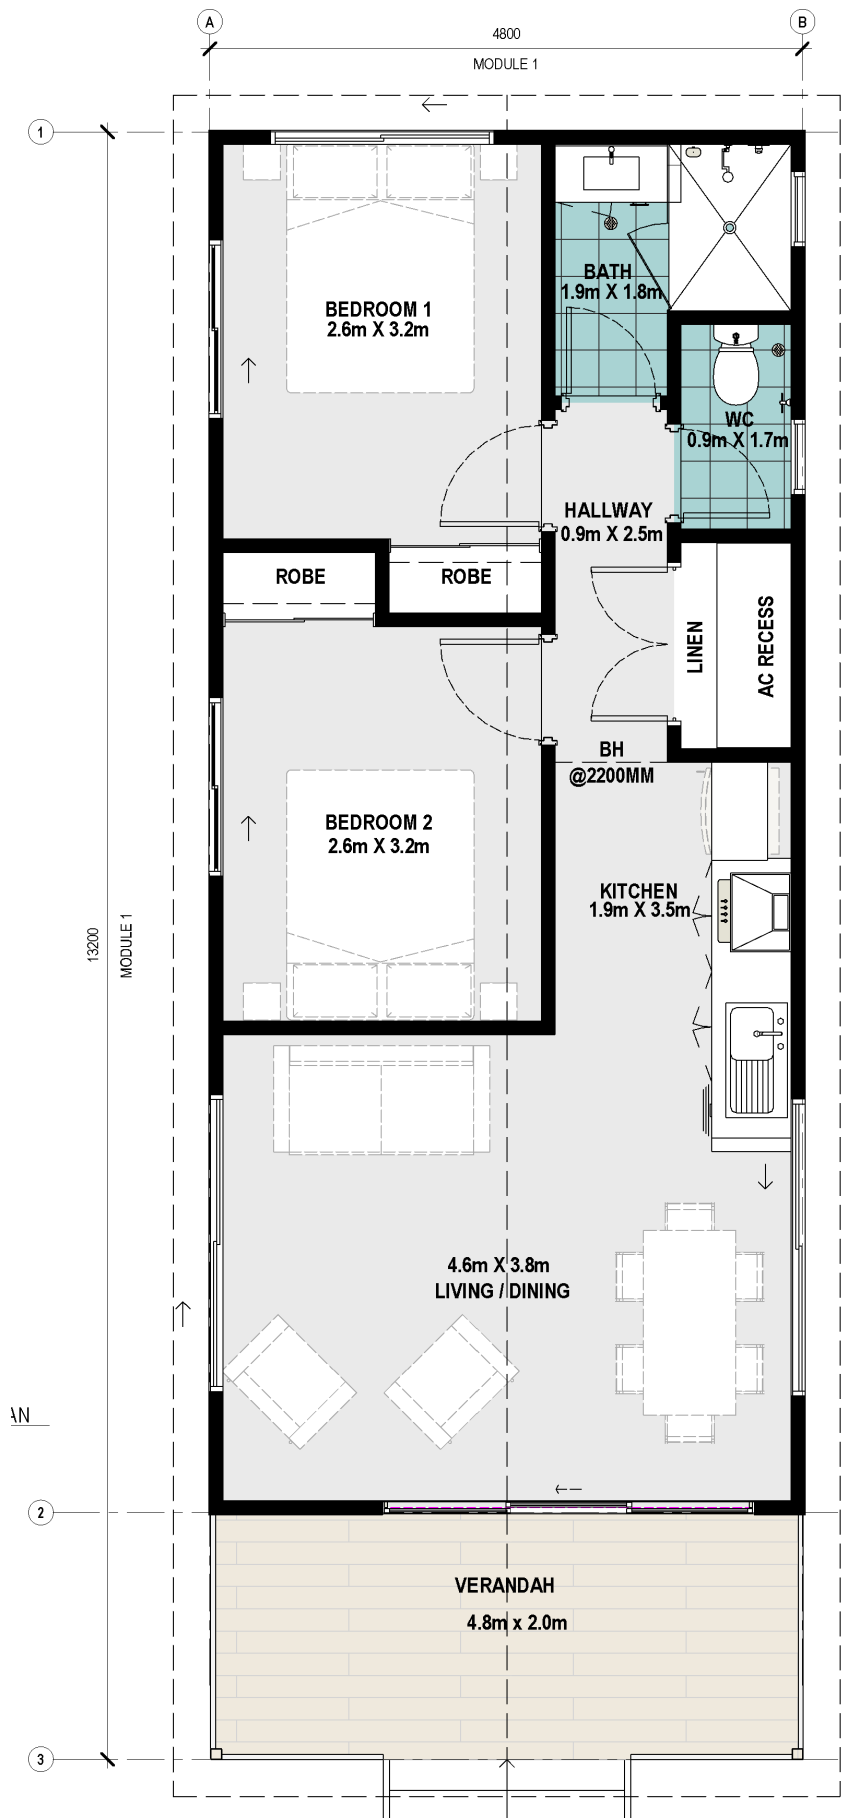 A
B
4800
MODULE 1
1
BEDROOM 1
2.6m X 3.2m
BATH
1.9m X 1.8m
WC
0.9m X 1.7m
HALLWAY
0.9m X 2.5m
ROBE
ROBE
LINEN
AC RECESS
BH
@2200MM
BEDROOM 2
2.6m X 3.2m
KITCHEN
1.9m X 3.5m
13200
MODULE 1
4.6m X 3.8m
LIVING / DINING
AN
2
VERANDAH
4.8m x 2.0m
3